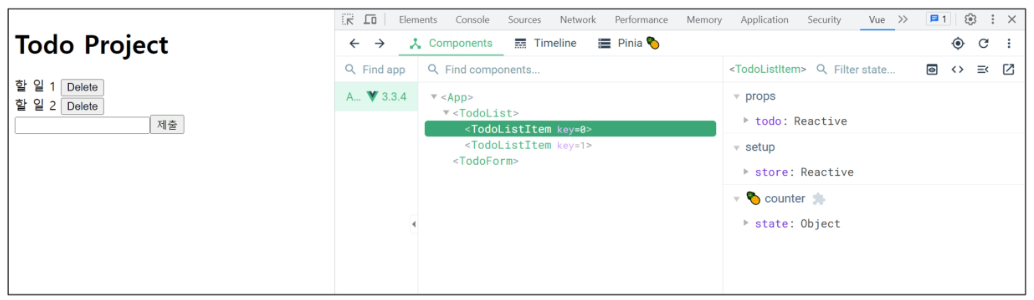 Todo Project
할 일 1 Delete
할 일 2 Delete
제출
Elements Console Sources Network Performance Memory Application Security Vue 1
Components Timeline Pinia
Find app
A... 3.3.4
Find components...
<App>
<TodoList>
<TodoListItem key=0>
<TodoListItem key=1>
<TodoForm>
<TodoListItem> Filter state...
props
todo: Reactive
setup
store: Reactive
counter
state: Object